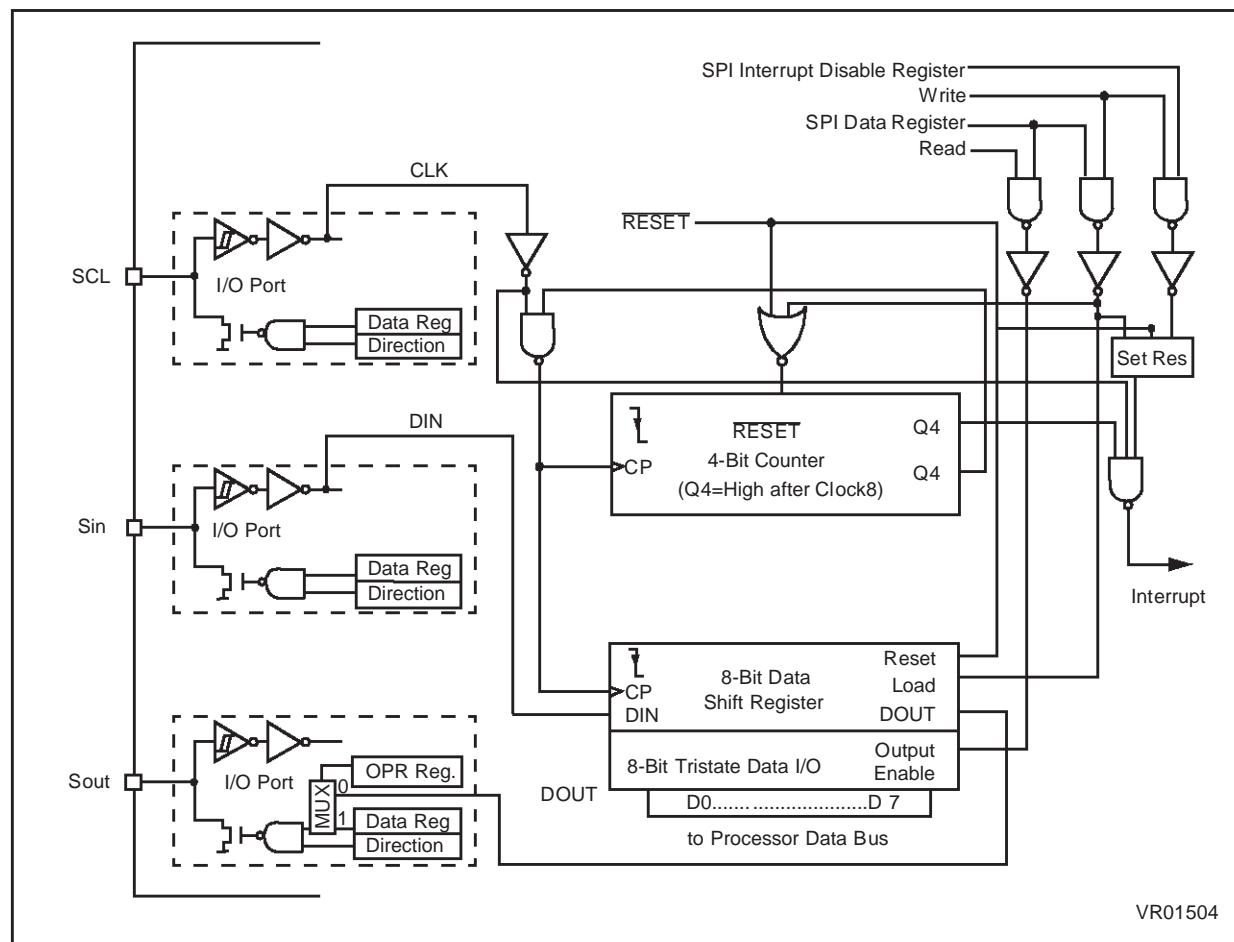 SPI Interrupt Disable Register
Write
SPI Data Register
Read
CLK
RESET
SCL
I/O Port
Data Reg
Direction
Set Res
RESET
Q4
CP
4-Bit Counter
Q4
(Q4=High after Clock8)
DIN
Sin
I/O Port
Data Reg
Direction
Interrupt
8-Bit Data
Shift Register
Reset
Load
CP
DIN
DOUT
Sout
I/O Port
OPR Reg.
MUX
0
1
Data Reg
Direction
8-Bit Tristate Data I/O
Output
Enable
DOUT
D0....... ......................D 7
to Processor Data Bus
VR01504